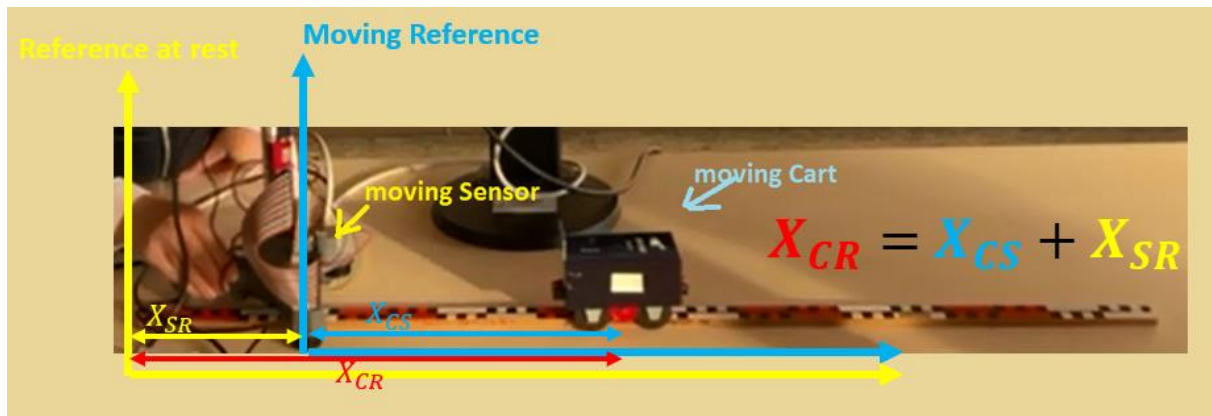 Moving Reference
Reference at rest
moving Sensor
moving Cart
X_CR = X_CS + X_SR
X_SR
X_CS
X_CR